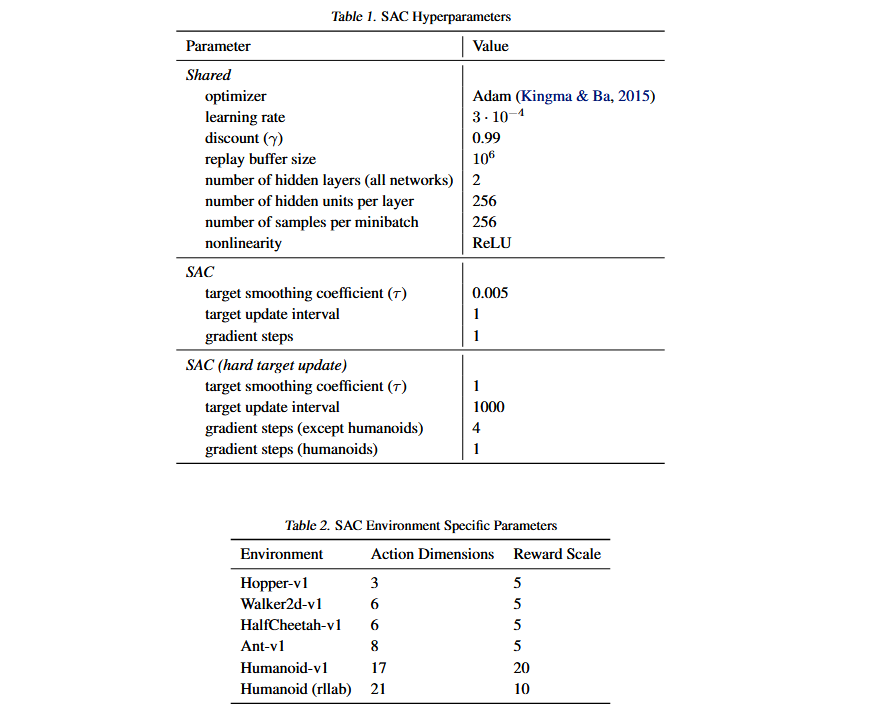 Table 1. SAC Hyperparameters
Parameter Value
Shared
optimizer Adam (Kingma & Ba, 2015)
learning rate 3 · 10⁻⁴
discount (γ) 0.99
replay buffer size 10⁶
number of hidden layers (all networks) 2
number of hidden units per layer 256
number of samples per minibatch 256
nonlinearity ReLU
SAC
target smoothing coefficient (τ) 0.005
target update interval 1
gradient steps 1
SAC (hard target update)
target smoothing coefficient (τ) 1
target update interval 1000
gradient steps (except humanoids) 4
gradient steps (humanoids) 1
Table 2. SAC Environment Specific Parameters
Environment Action Dimensions Reward Scale
Hopper-v1 3 5
Walker2d-v1 6 5
HalfCheetah-v1 6 5
Ant-v1 8 5
Humanoid-v1 17 20
Humanoid (rllab) 21 10